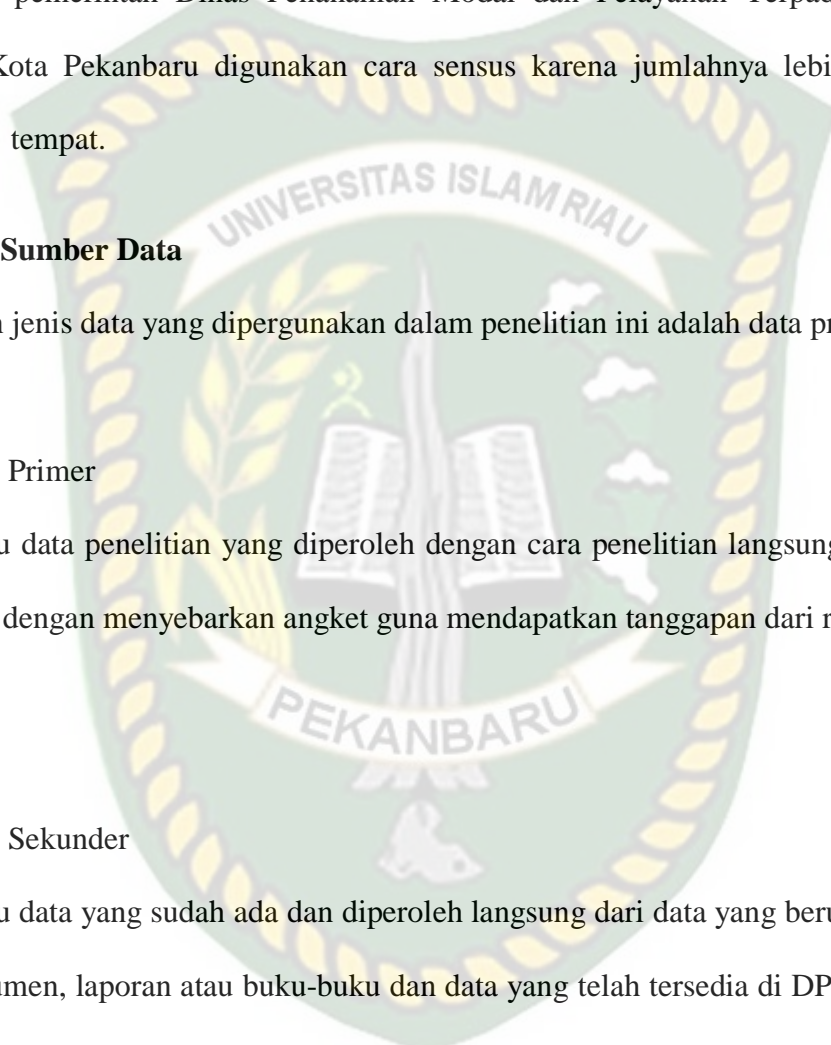 pemerintah Dinas Penanaman Modal dan Pelayanan Terpad
Kota Pekanbaru digunakan cara sensus karena jumlahnya lebi
tempat.
UNIVERSITAS ISLAM RIAU
Sumber Data
jenis data yang dipergunakan dalam penelitian ini adalah data pr
Primer
u data penelitian yang diperoleh dengan cara penelitian langsung
dengan menyebarkan angket guna mendapatkan tanggapan dari r
PEKANBARU
Sekunder
u data yang sudah ada dan diperoleh langsung dari data yang beru
umen, laporan atau buku-buku dan data yang telah tersedia di DP